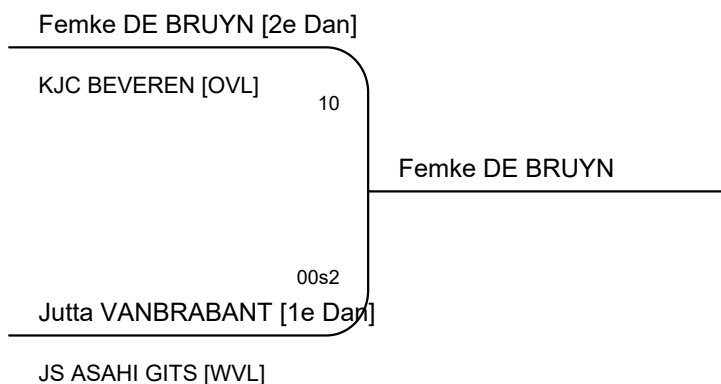 Femke DE BRUYN [2e Dan]
KJC BEVEREN [OVL]
10
Femke DE BRUYN
00s2
Jutta VANBRABANT [1e Dan]
JS ASAHI GITS [WVL]